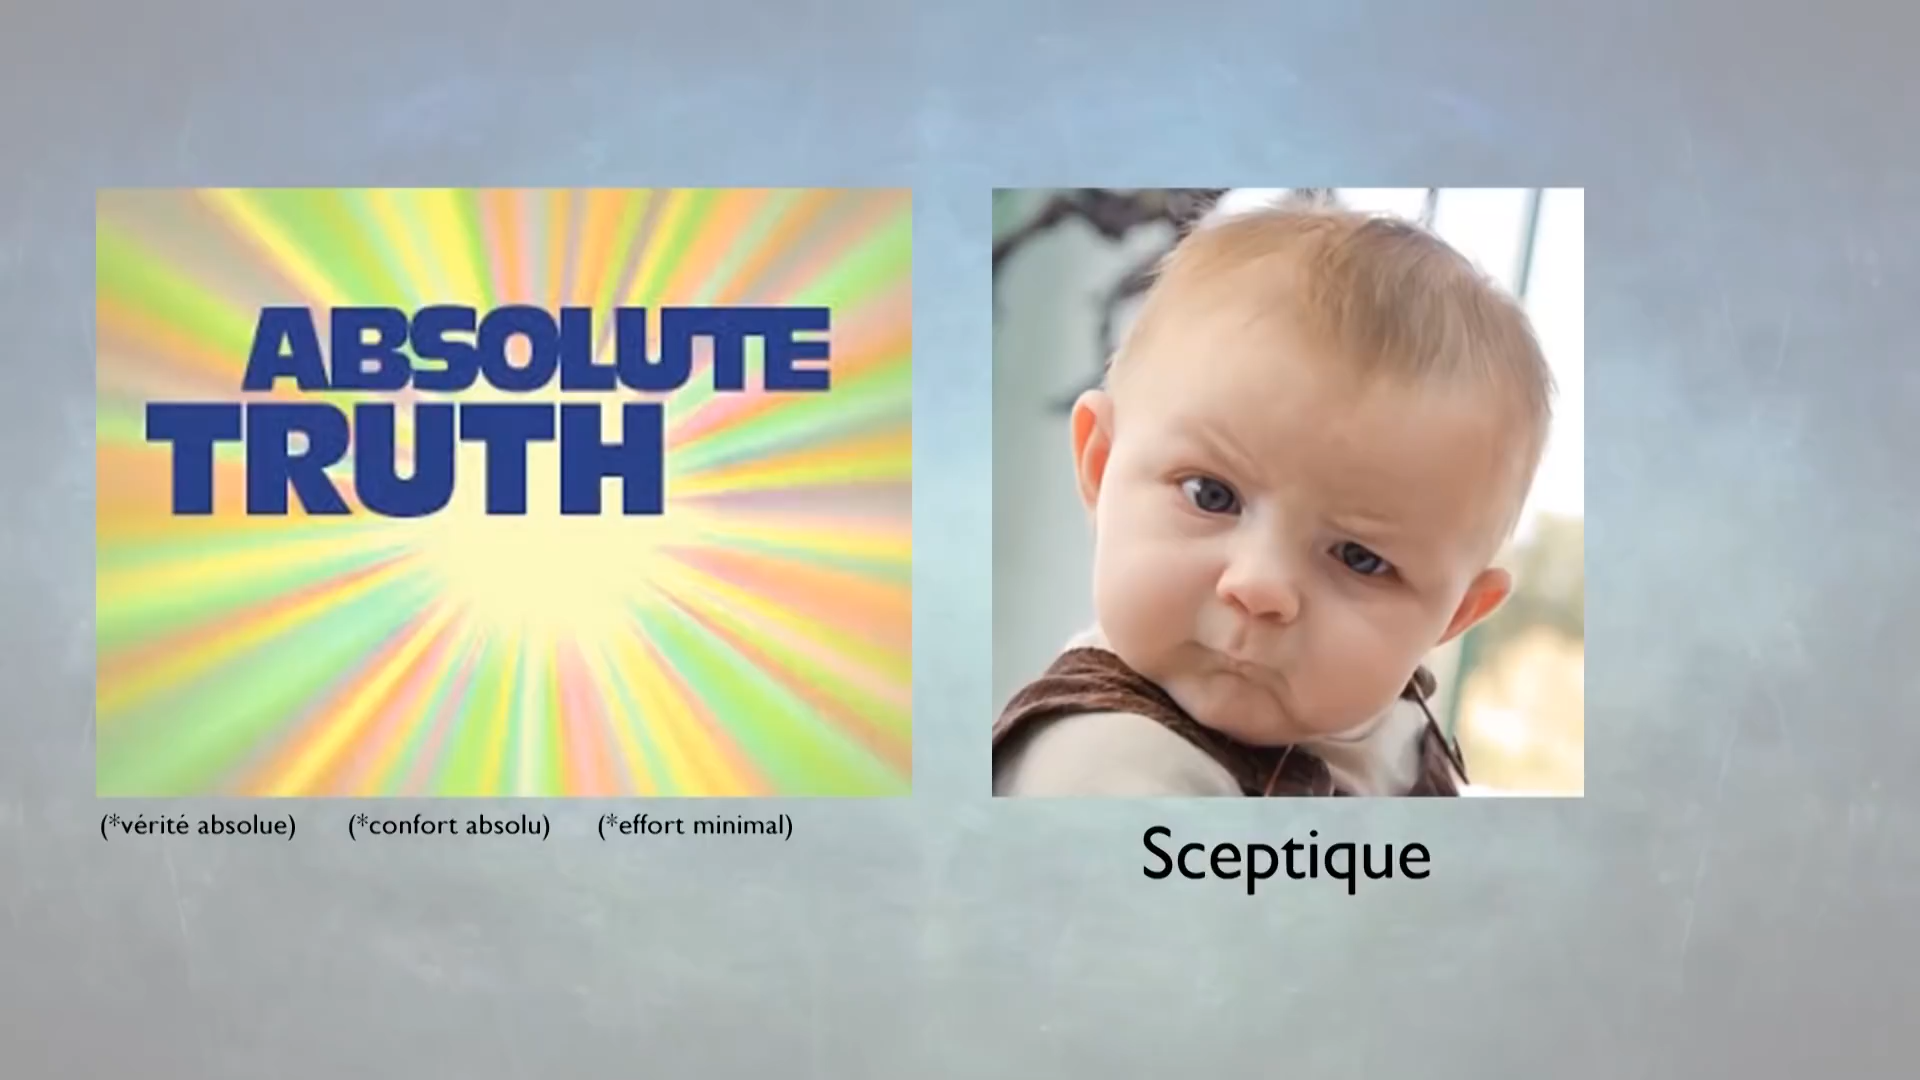 ABSOLUTE
TRUTH
(*vérité absolue) (*confort absolu) (*effort minimal)
Sceptique